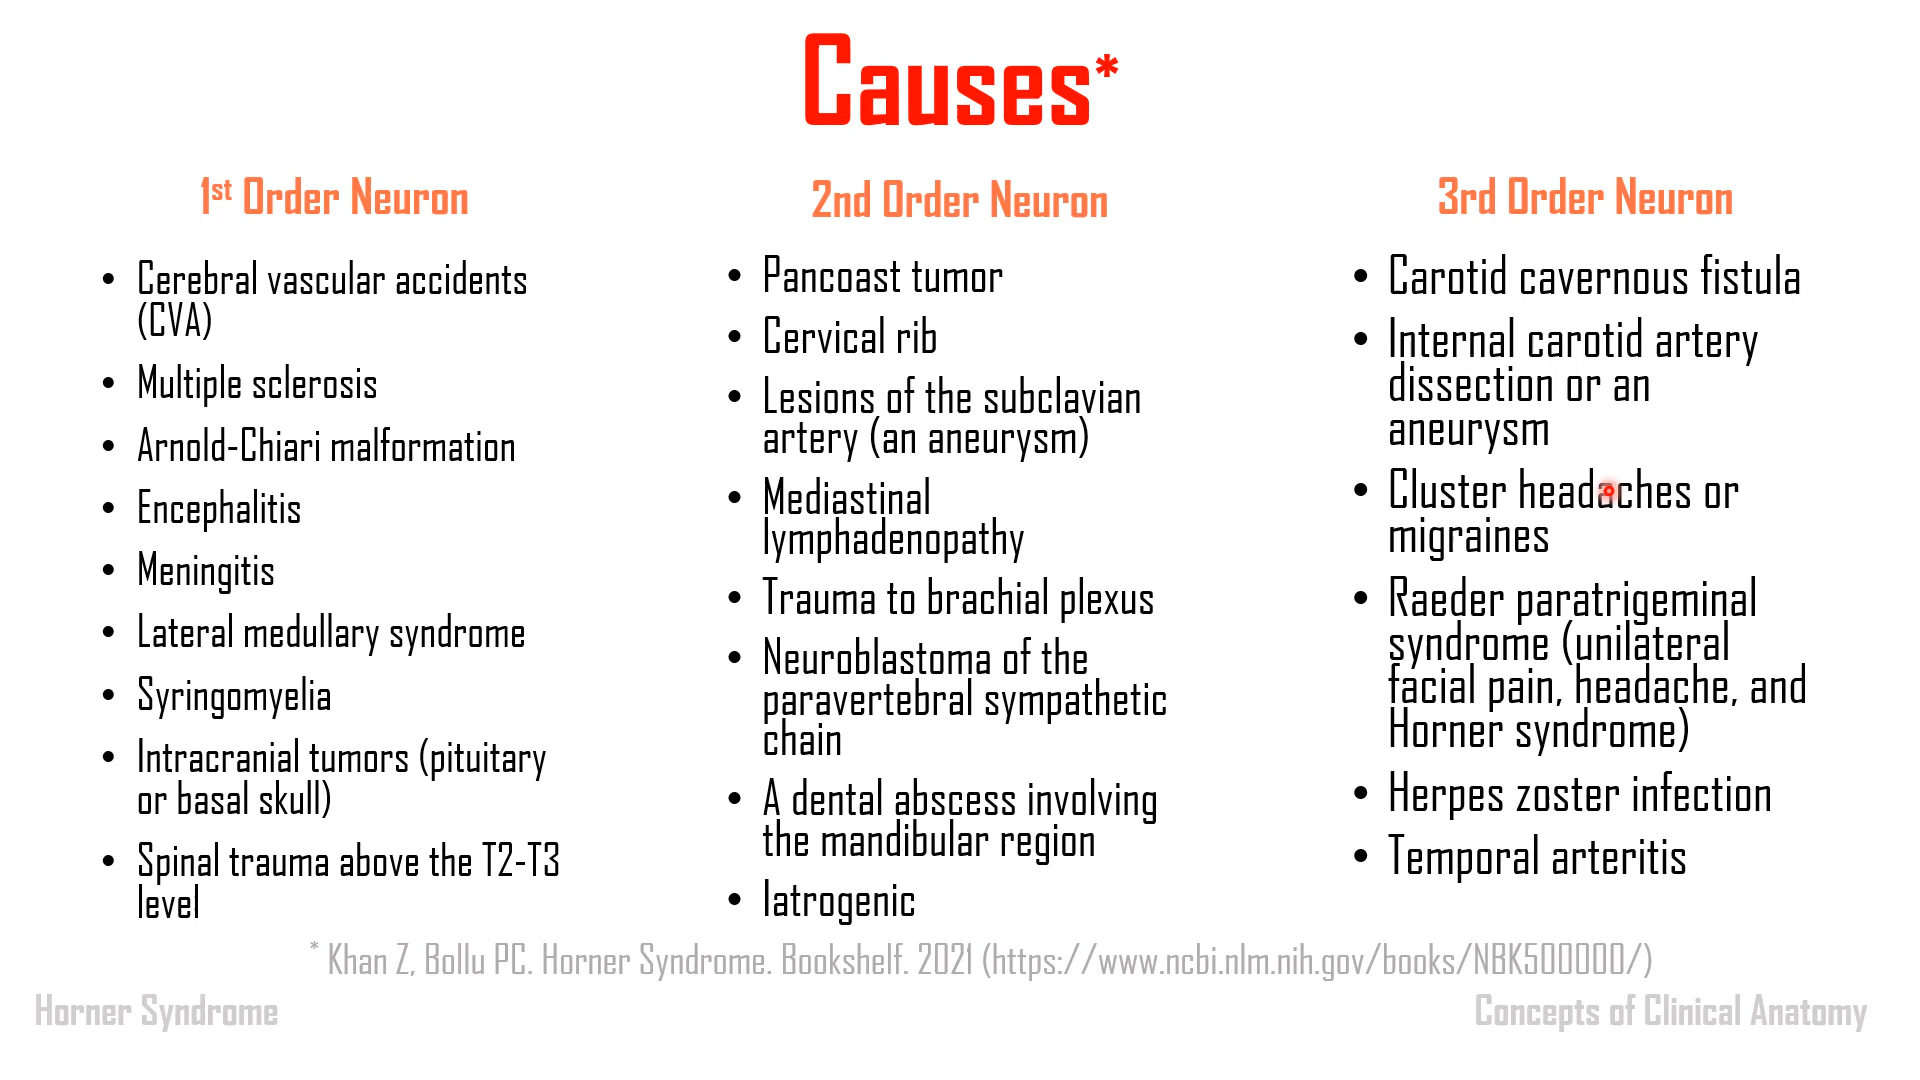 Causes*
1st Order Neuron
• Cerebral vascular accidents
(CVA)
• Multiple sclerosis
• Arnold-Chiari malformation
• Encephalitis
• Meningitis
• Lateral medullary syndrome
• Syringomyelia
• Intracranial tumors (pituitary
or basal skull)
• Spinal trauma above the T2-T3
level
2nd Order Neuron
• Pancoast tumor
• Cervical rib
• Lesions of the subclavian
artery (an aneurysm)
• Mediastinal
lymphadenopathy
• Trauma to brachial plexus
• Neuroblastoma of the
paravertebral sympathetic
chain
• A dental abscess involving
the mandibular region
• Iatrogenic
3rd Order Neuron
• Carotid cavernous fistula
• Internal carotid artery
dissection or an
aneurysm
• Cluster headaches or
migraines
• Raeder paratrigeminal
syndrome (unilateral
facial pain, headache, and
Horner syndrome)
• Herpes zoster infection
• Temporal arteritis
* Khan Z, Bollu PC. Horner Syndrome. Bookshelf. 2021 (https://www.ncbi.nlm.nih.gov/books/NBK500000/)
Horner Syndrome
Concepts of Clinical Anatomy